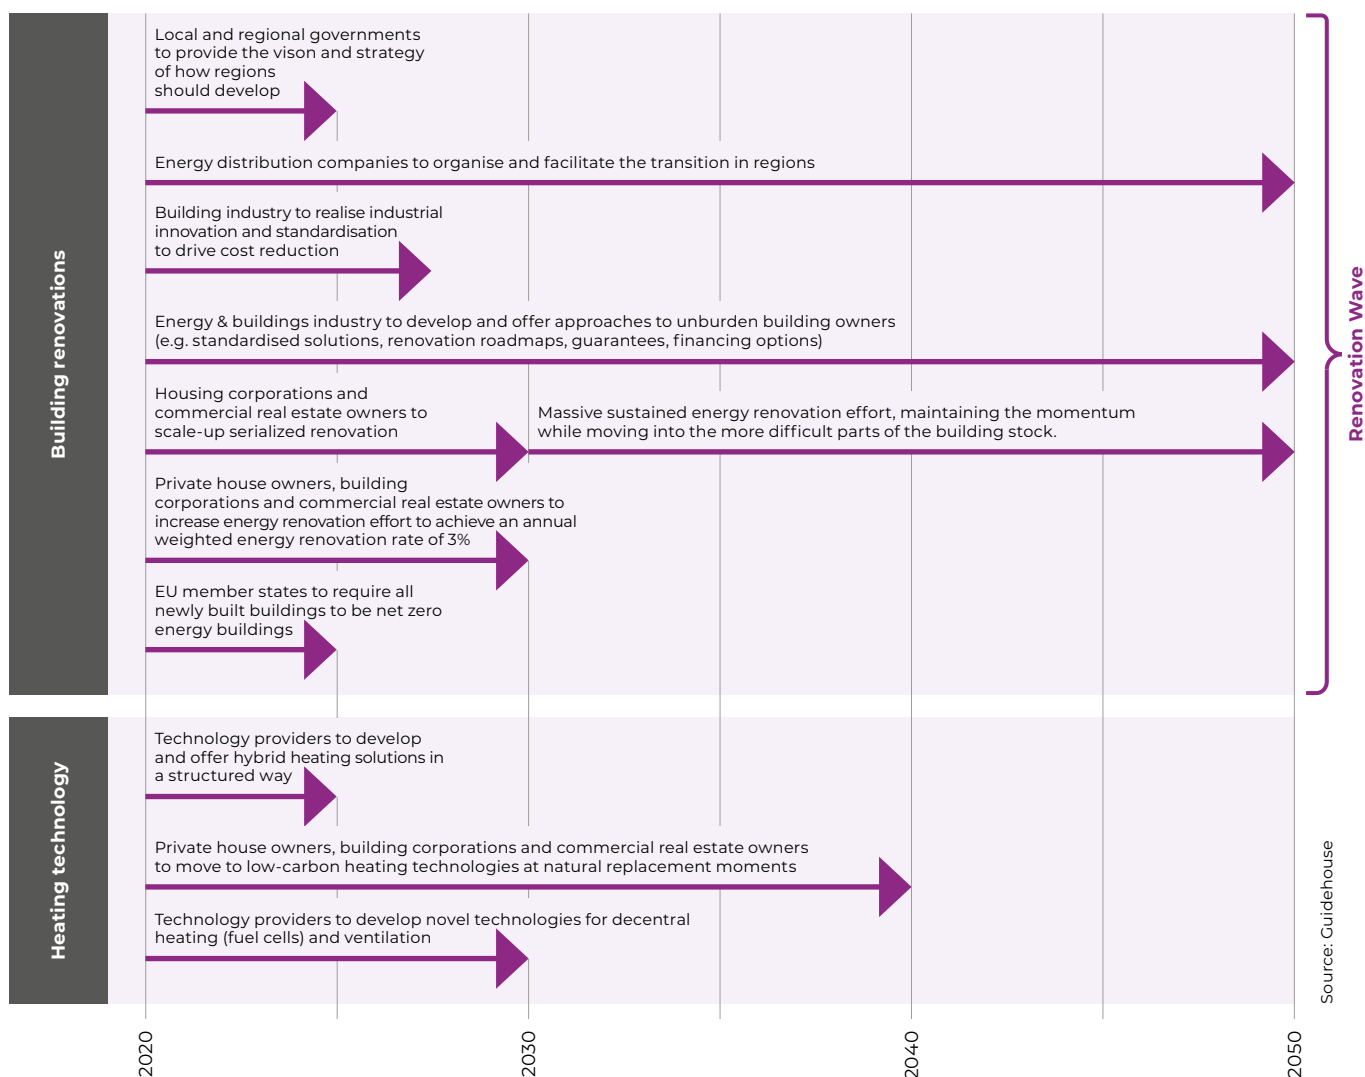 Building renovations
Local and regional governments
to provide the vison and strategy
of how regions
should develop
Energy distribution companies to organise and facilitate the transition in regions
Building industry to realise industrial
innovation and standardisation
to drive cost reduction
Energy & buildings industry to develop and offer approaches to unburden building owners
(e.g. standardised solutions, renovation roadmaps, guarantees, financing options)
Housing corporations and
commercial real estate owners to
scale-up serialized renovation
Massive sustained energy renovation effort, maintaining the momentum
while moving into the more difficult parts of the building stock.
Private house owners, building
corporations and commercial real estate owners to
increase energy renovation effort to achieve an annual
weighted energy renovation rate of 3%
EU member states to require all
newly built buildings to be net zero
energy buildings
Renovation Wave
Heating technology
Technology providers to develop
and offer hybrid heating solutions in
a structured way
Private house owners, building corporations and commercial real estate owners
to move to low-carbon heating technologies at natural replacement moments
Technology providers to develop novel technologies for decentral
heating (fuel cells) and ventilation
Source: Guidehouse
2020
2030
2040
2050